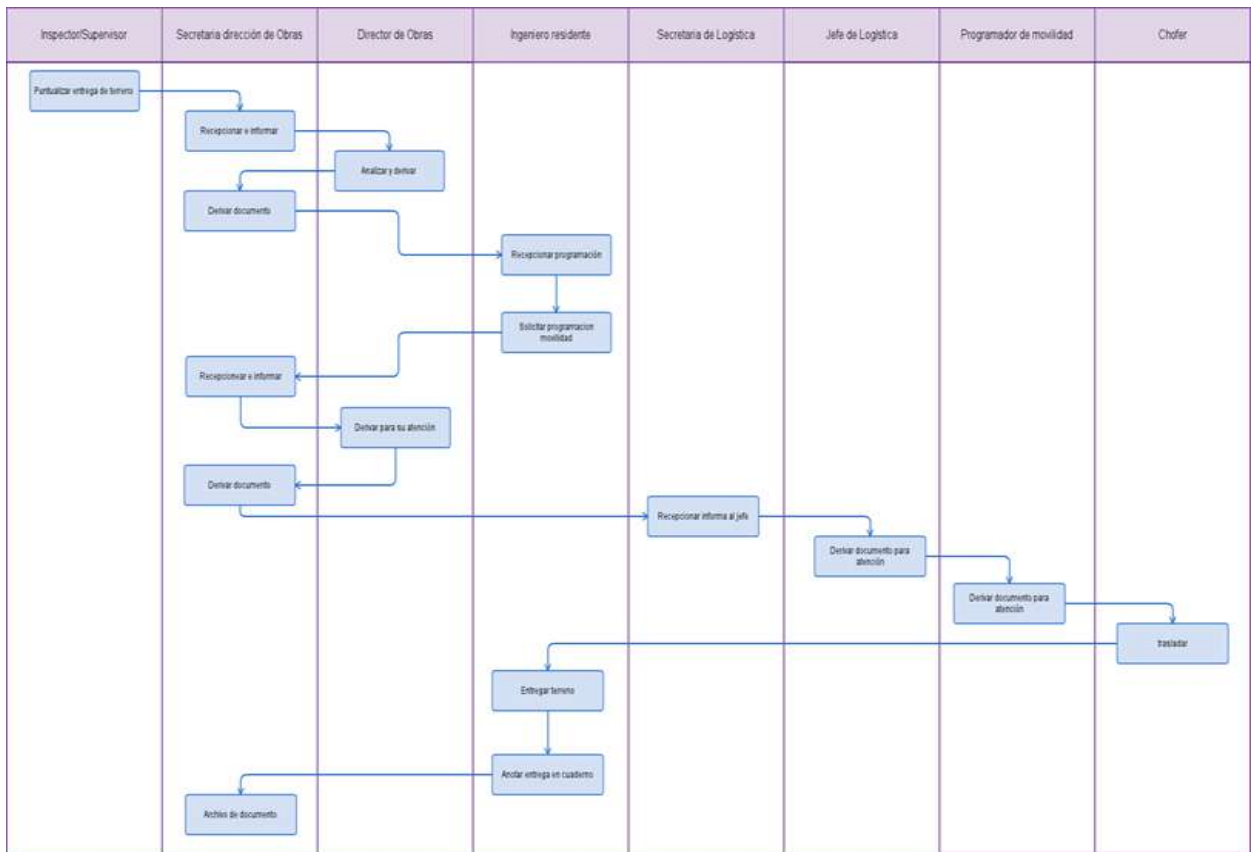 Inspector/Supervisor
Secretaria dirección de Obras
Director de Obras
Ingeniero residente
Secretaria de Logística
Jefe de Logística
Programador de movilidad
Chofer
Puntualizar entrega de terreno
Recepcionar e informar
Analizar y derivar
Derivar documento
Recepcionar programación
Solicitar programacion
movilidad
Recepcionar e informar
Derivar para su atención
Derivar documento
Recepcionar informa al jefe
Derivar documento para
atención
Derivar documento para
atención
trasladar
Entregar terreno
Anotar entrega en cuaderno
Archivo de documento